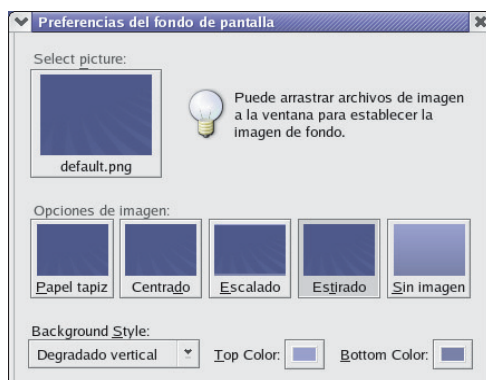 Preferencias del fondo de pantalla
Select picture:
default.png
Puede arrastrar archivos de imagen
a la ventana para establecer la
imagen de fondo.
Opciones de imagen:
Papel tapiz Centrado Escalado Estirado Sin imagen
Background Style:
Degradado vertical Top Color: Bottom Color: